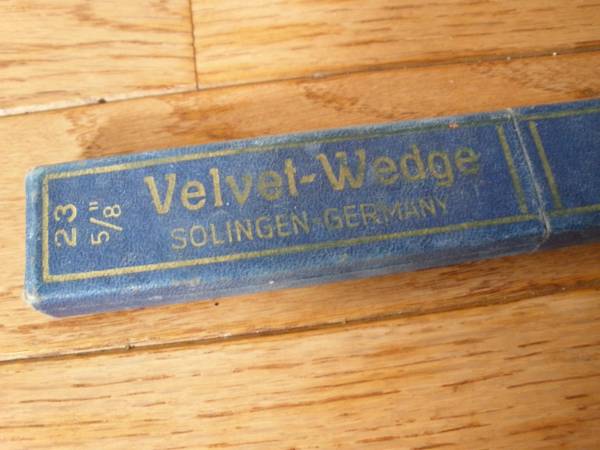 23
5/8"
Velvet-Wedge
SOLINGEN-GERMANY